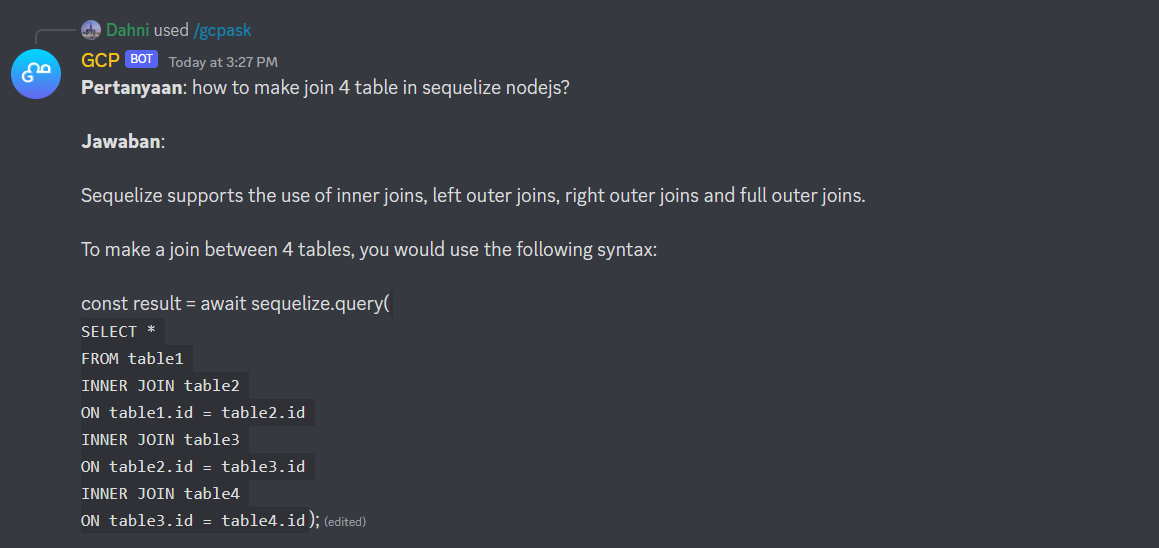 Dahni used /gcpask
GCP BOT Today at 3:27 PM
Pertanyaan: how to make join 4 table in sequelize nodejs?
Jawaban:
Sequelize supports the use of inner joins, left outer joins, right outer joins and full outer joins.
To make a join between 4 tables, you would use the following syntax:
const result = await sequelize.query(
SELECT *
FROM table1
INNER JOIN table2
ON table1.id = table2.id
INNER JOIN table3
ON table2.id = table3.id
INNER JOIN table4
ON table3.id = table4.id); (edited)